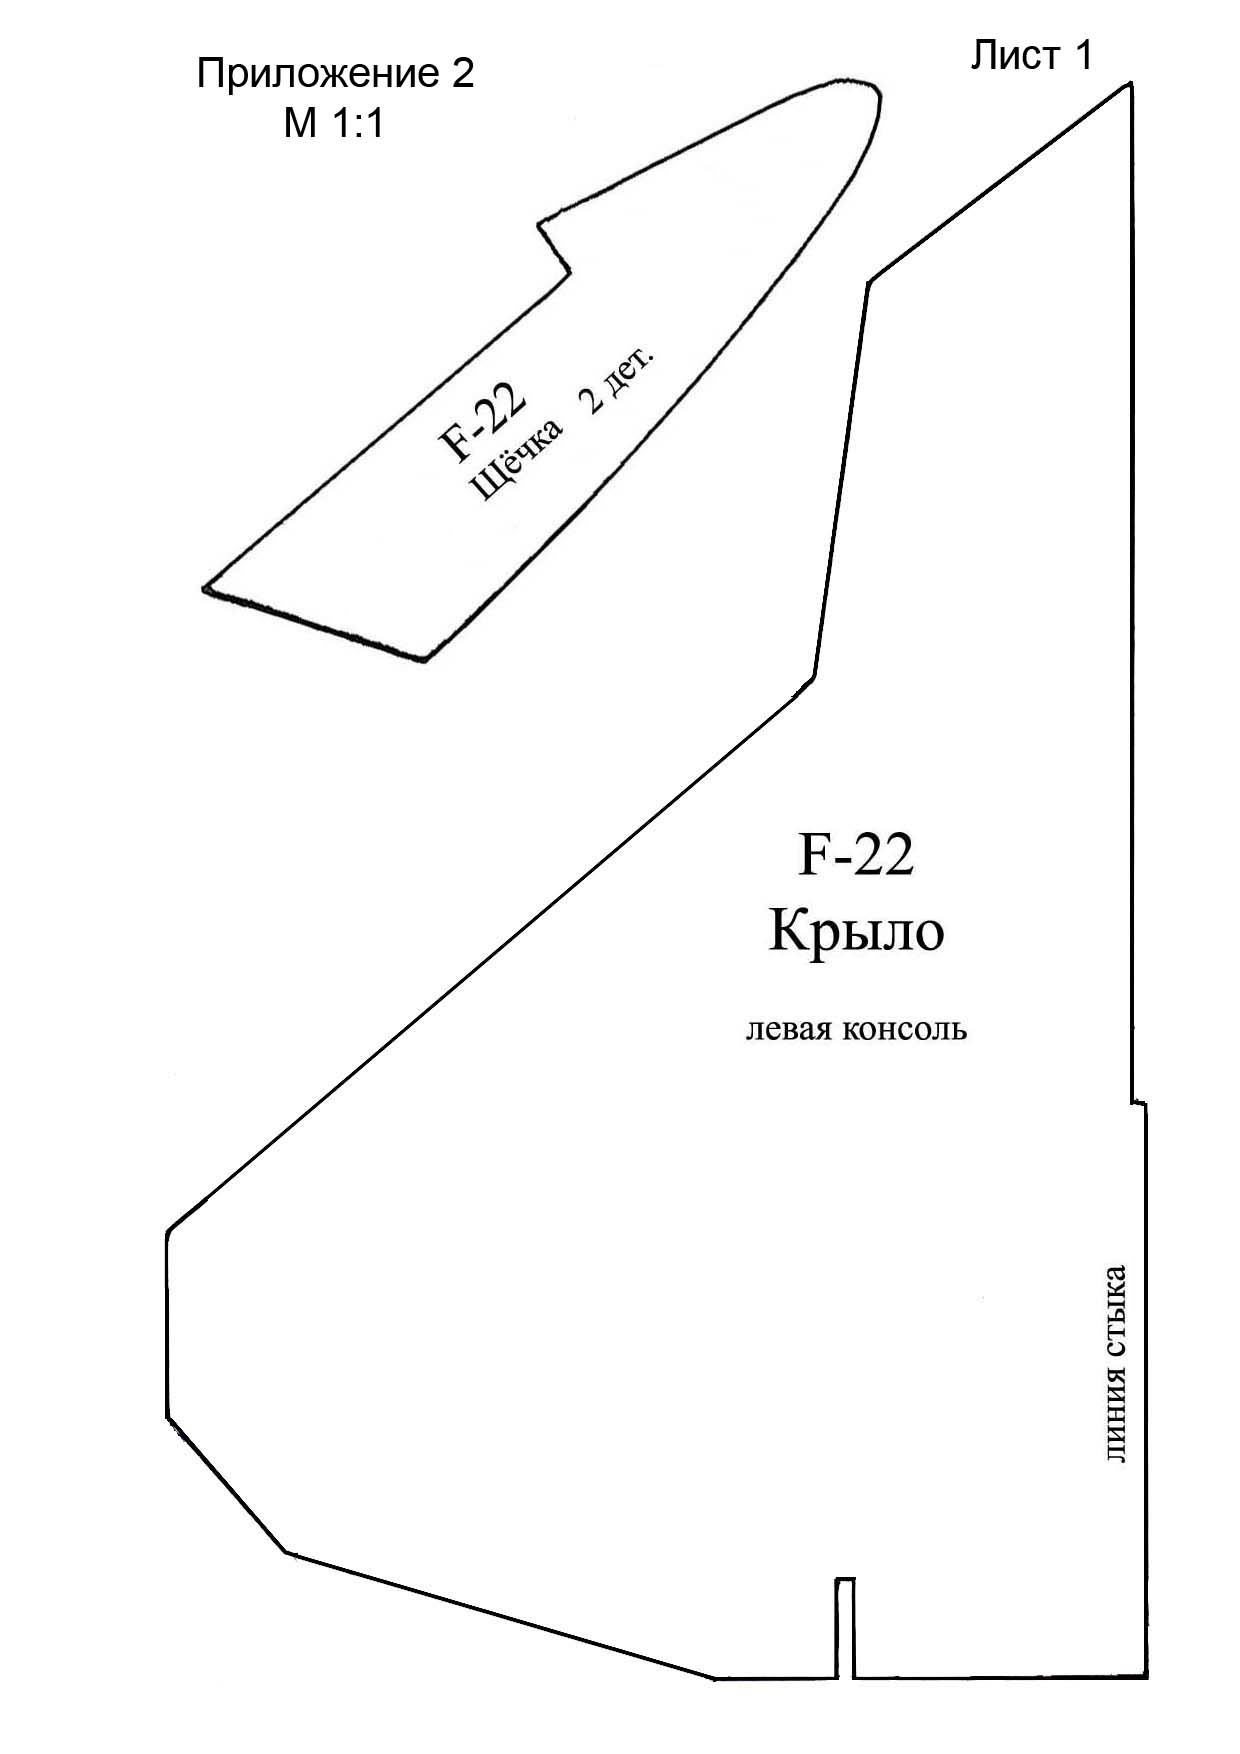 Приложение 2
М 1:1
Лист 1
F-22
Щёчка 2 дет.
F-22
Крыло
левая консоль
линия стыка